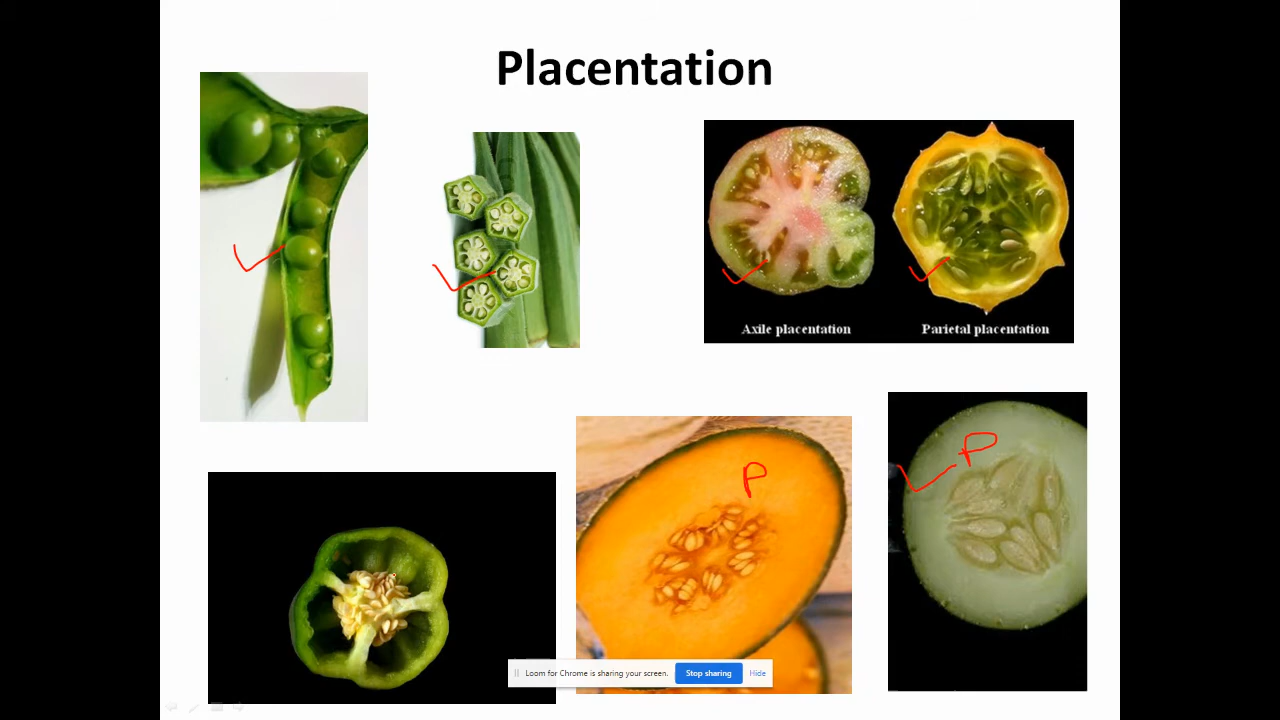 Placentation
Axile placentation
Parietal placentation
P
P
Loom for Chrome is sharing your screen.
Stop sharing
Hide